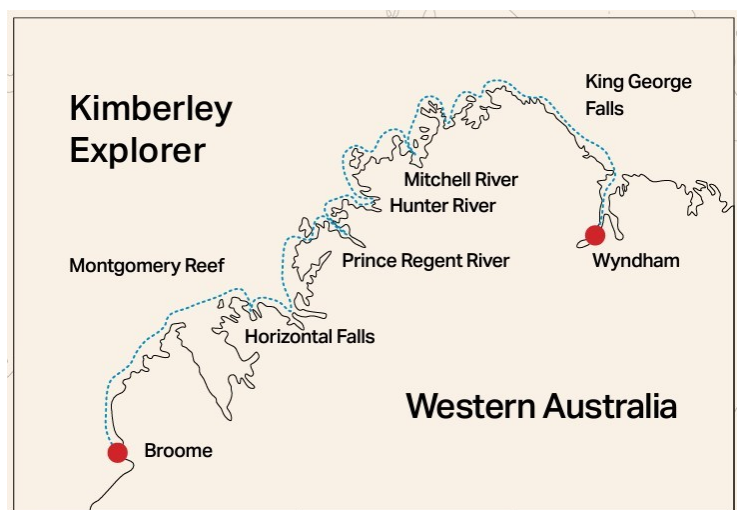 Kimberley
Explorer
King George
Falls
Mitchell River
Hunter River
Prince Regent River
Wyndham
Montgomery Reef
Horizontal Falls
Western Australia
Broome